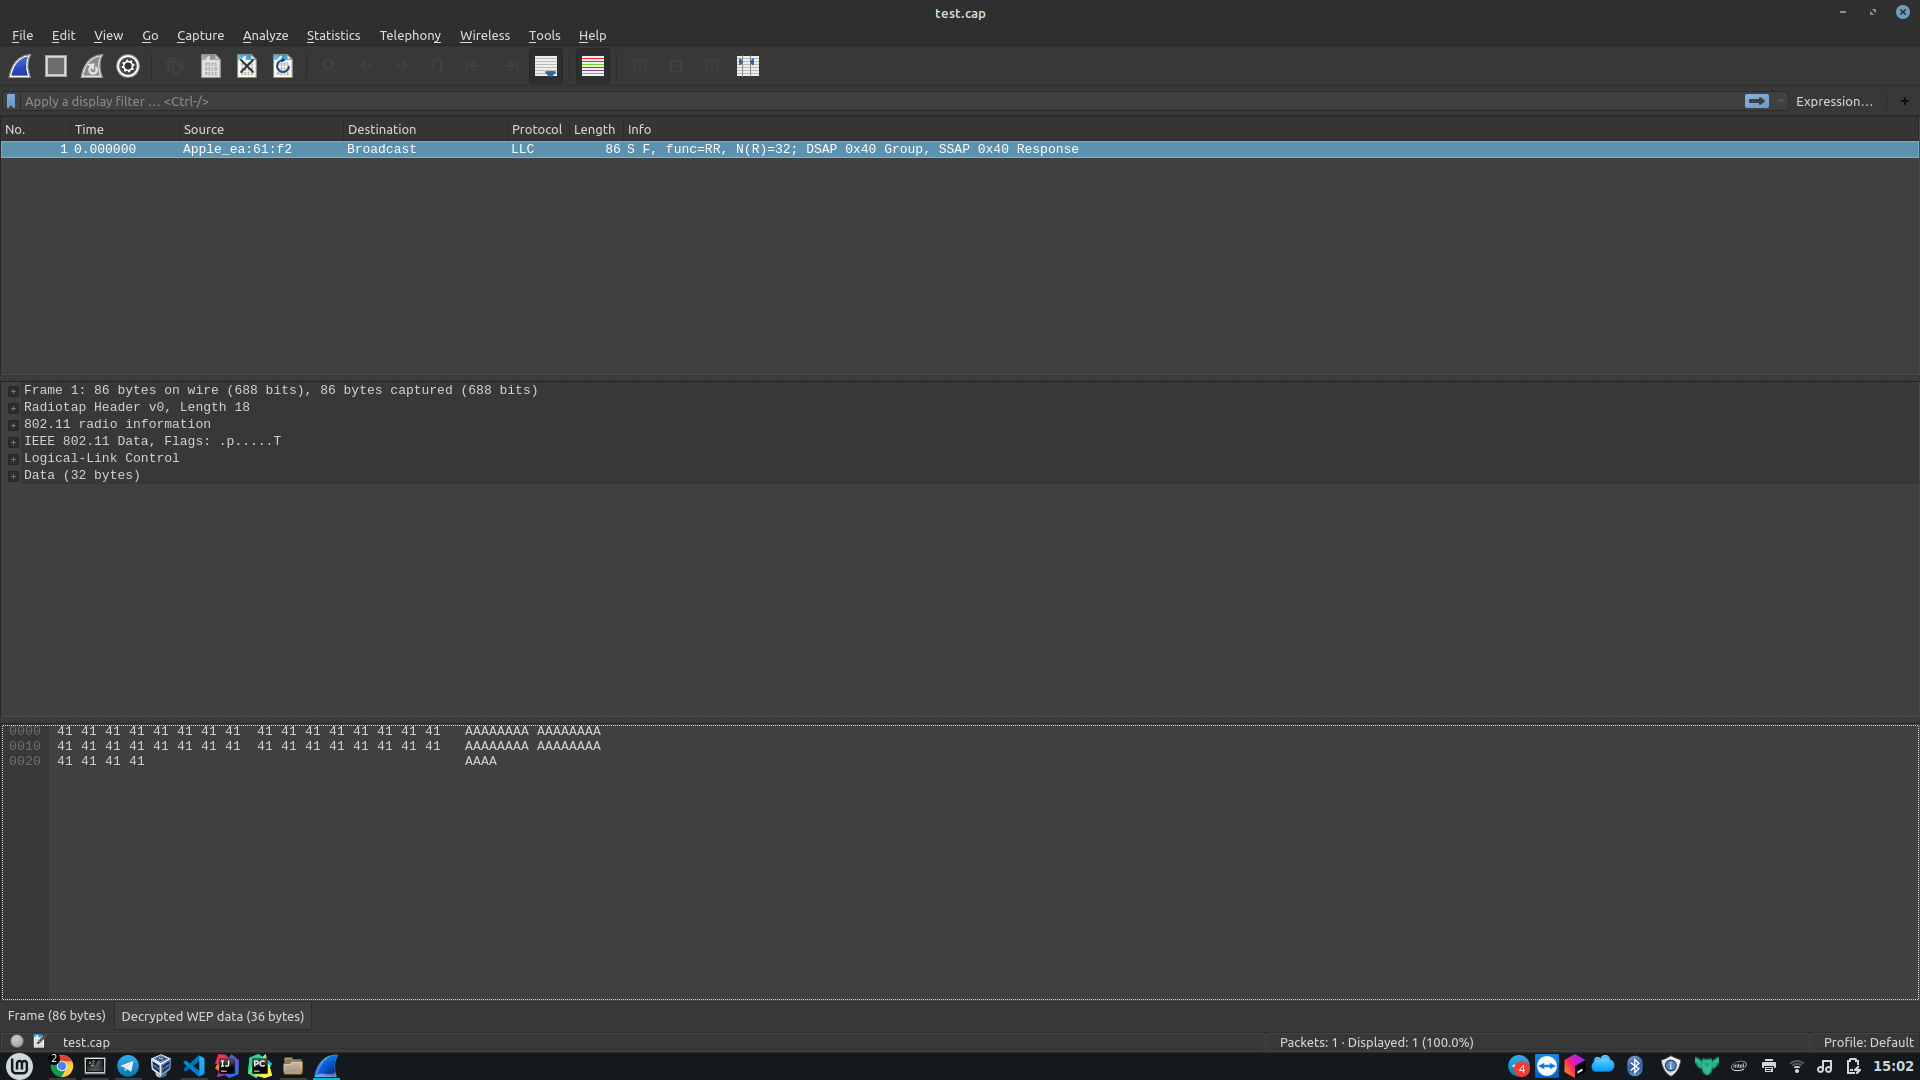 test.cap
File Edit View Go Capture Analyze Statistics Telephony Wireless Tools Help
Apply a display filter … <Ctrl-/> Expression… +
No. Time Source Destination Protocol Length Info
1 0.000000 Apple_ea:61:f2 Broadcast LLC 86 S F, func=RR, N(R)=32; DSAP 0x40 Group, SSAP 0x40 Response
Frame 1: 86 bytes on wire (688 bits), 86 bytes captured (688 bits)
Radiotap Header v0, Length 18
802.11 radio information
IEEE 802.11 Data, Flags: .p.....T
Logical-Link Control
Data (32 bytes)
0000 41 41 41 41 41 41 41 41 41 41 41 41 41 41 41 41 AAAAAAAA AAAAAAAA
0010 41 41 41 41 41 41 41 41 41 41 41 41 41 41 41 41 AAAAAAAA AAAAAAAA
0020 41 41 41 41 AAAA
Frame (86 bytes) Decrypted WEP data (36 bytes)
test.cap Packets: 1 · Displayed: 1 (100.0%) Profile: Default
2 IJ PC 4 15:02